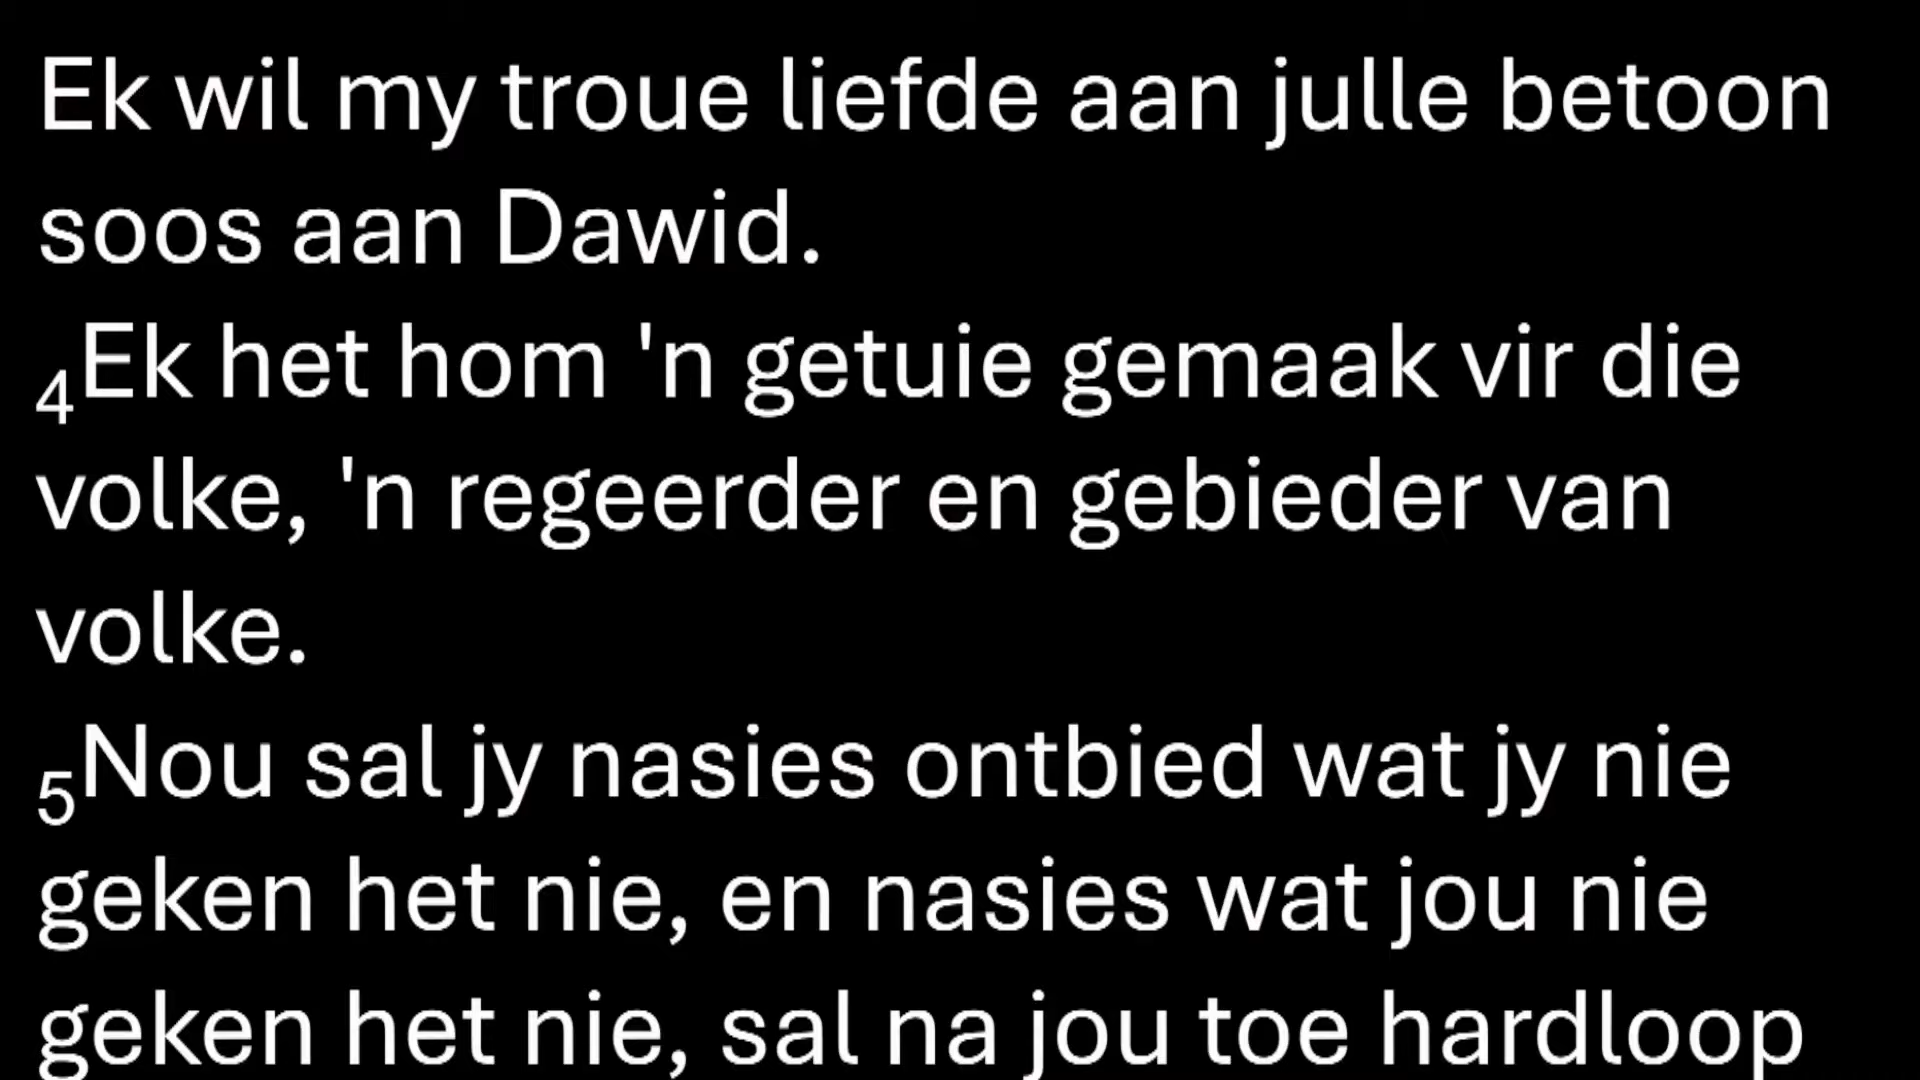 Ek wil my troue liefde aan julle betoon
soos aan Dawid.
4Ek het hom 'n getuie gemaak vir die
volke, 'n regeerder en gebieder van
volke.
5Nou sal jy nasies ontbied wat jy nie
geken het nie, en nasies wat jou nie
geken het nie, sal na jou toe hardloop